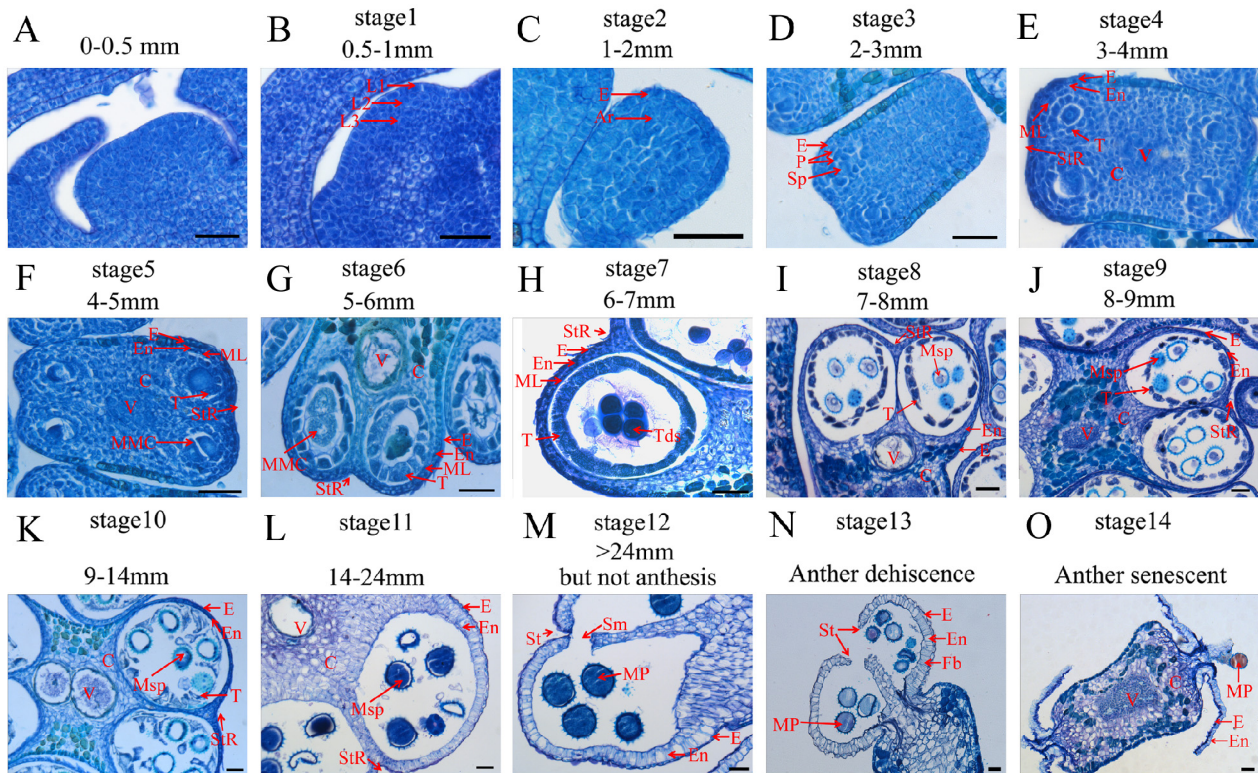 A
0-0.5 mm
B
stage1
0.5-1mm
L1
L2
L3
C
stage2
1-2mm
E
Ar
D
stage3
2-3mm
E
P
Sp
E
stage4
3-4mm
E
En
ML
T
StR
V
C
F
stage5
4-5mm
E
En
ML
C
T
V
StR
MMC
G
stage6
5-6mm
V
C
E
MMC
En
ML
T
StR
H
stage7
6-7mm
StR
E
En
ML
T
Tds
I
stage8
7-8mm
StR
Msp
T
En
V
E
C
J
stage9
8-9mm
E
Msp
En
T
C
V
StR
K
stage10
9-14mm
E
En
C
Msp
V
T
StR
L
stage11
14-24mm
E
En
V
C
Msp
StR
M
stage12
>24mm
but not anthesis
St
Sm
MP
E
En
N
stage13
Anther dehiscence
St
E
En
Fb
MP
O
stage14
Anther senescent
MP
C
V
E
En